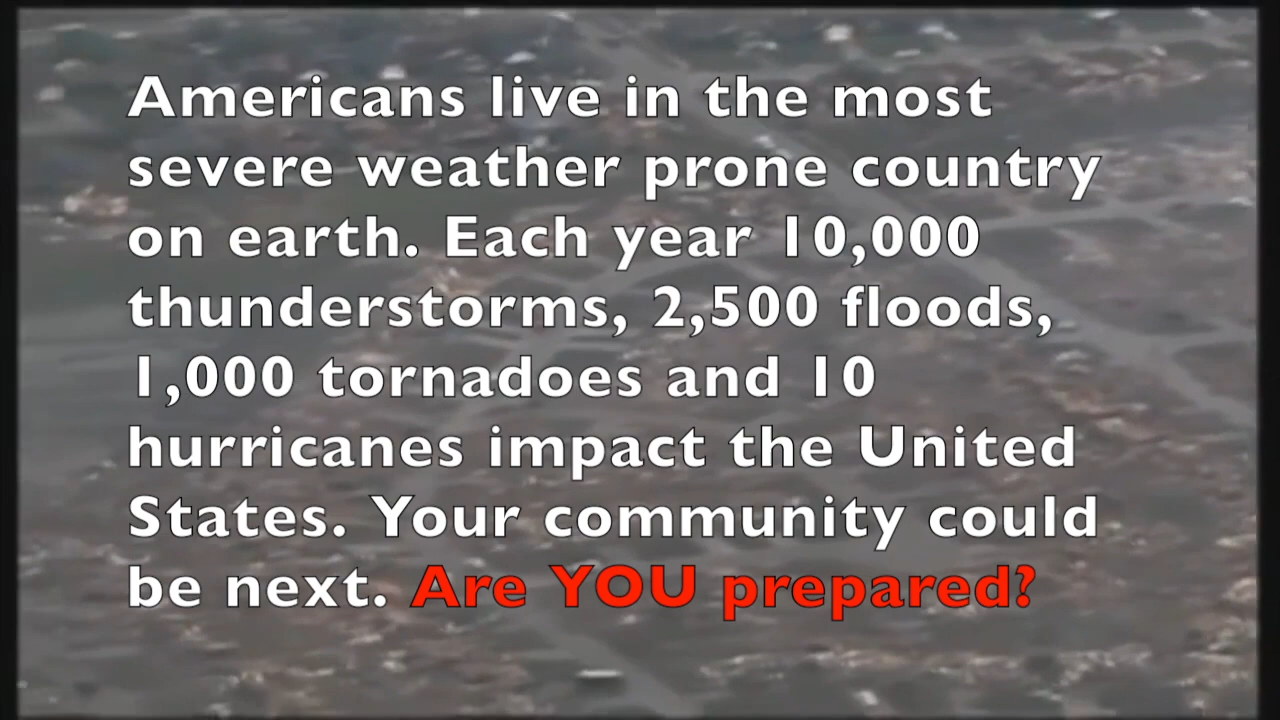 Americans live in the most
severe weather prone country
on earth. Each year 10,000
thunderstorms, 2,500 floods,
1,000 tornadoes and 10
hurricanes impact the United
States. Your community could
be next. Are YOU prepared?